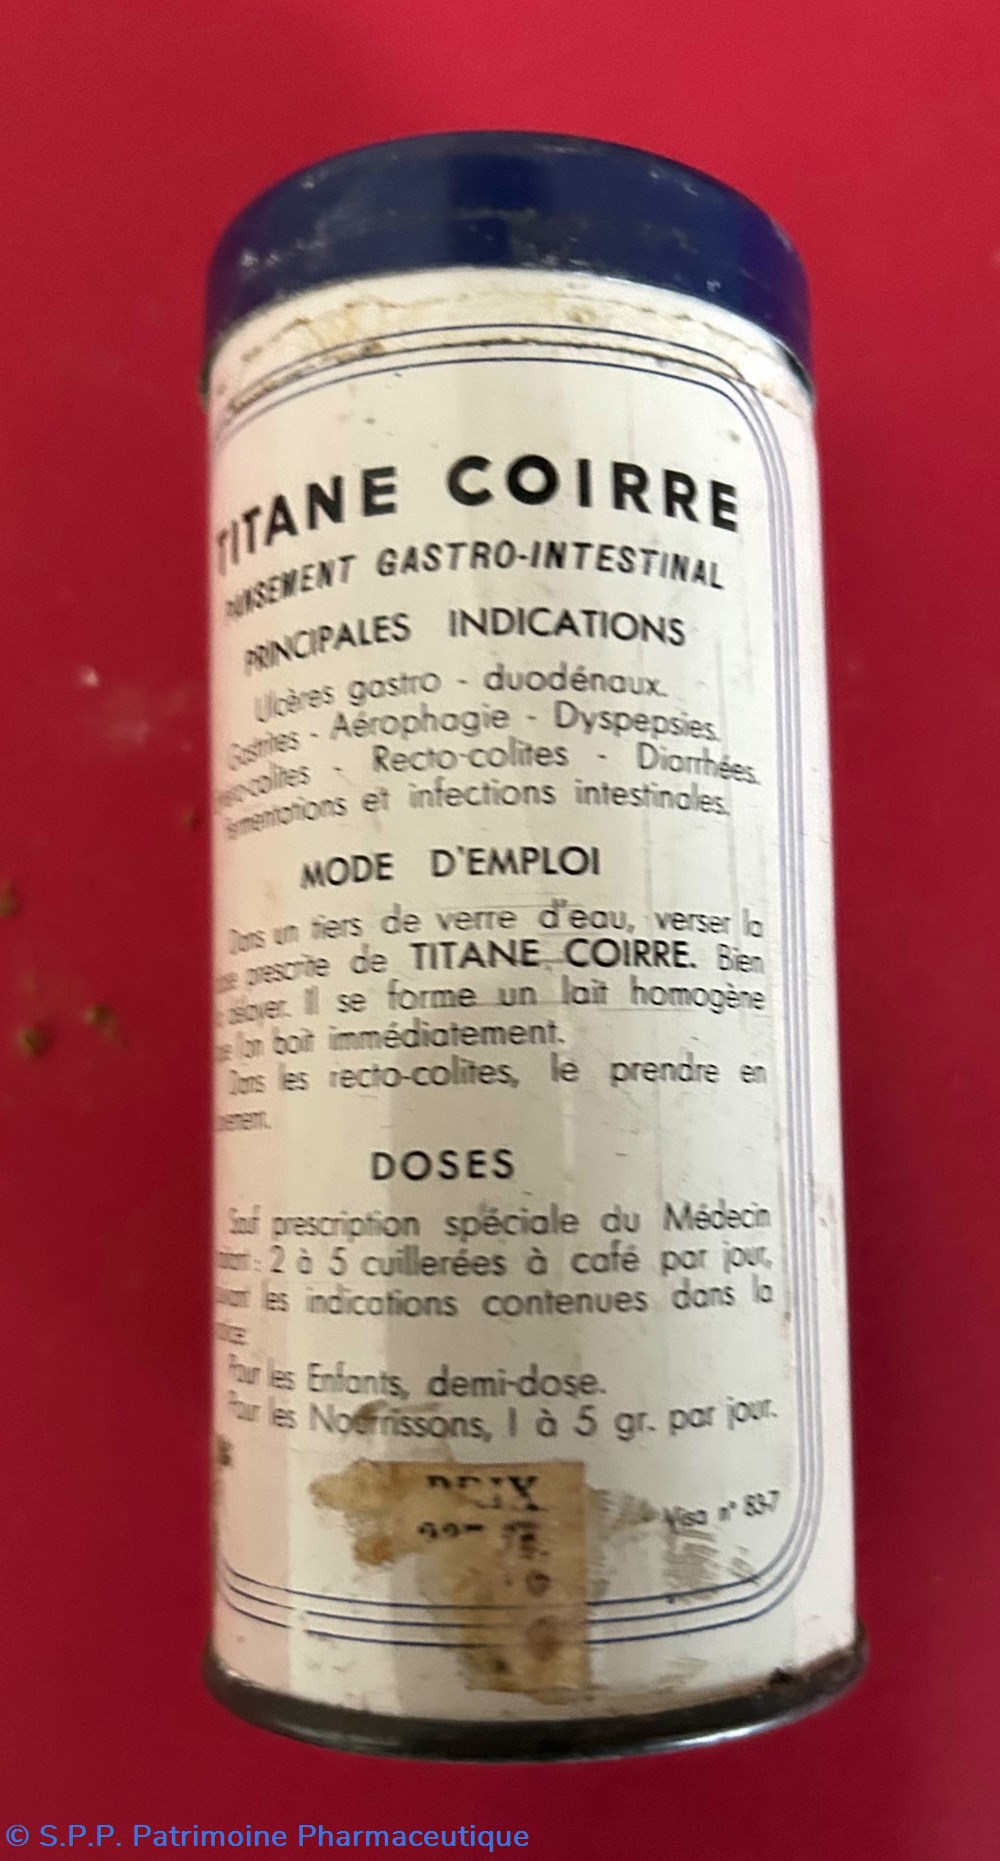 TITANE COIRRE
PANSEMENT GASTRO-INTESTINAL
PRINCIPALES INDICATIONS
Ulcères gastro - duodénaux.
Gastrites - Aérophagie - Dyspepsies.
- Recto-colites - Diarrhées.
Fermentations et infections intestinales.
MODE D'EMPLOI
Dans un tiers de verre d'eau, verser la
prescrite de TITANE COIRRE. Bien
délayer. Il se forme un lait homogène
l'on boit immédiatement.
Dans les recto-colites, le prendre en
DOSES
Sauf prescription spéciale du Médecin
: 2 à 5 cuillerées à café par jour,
les indications contenues dans la
Pour les Enfants, demi-dose.
Pour les Nourrissons, 1 à 5 gr. par jour.
PRIX
Visa n° 83-7
© S.P.P. Patrimoine Pharmaceutique